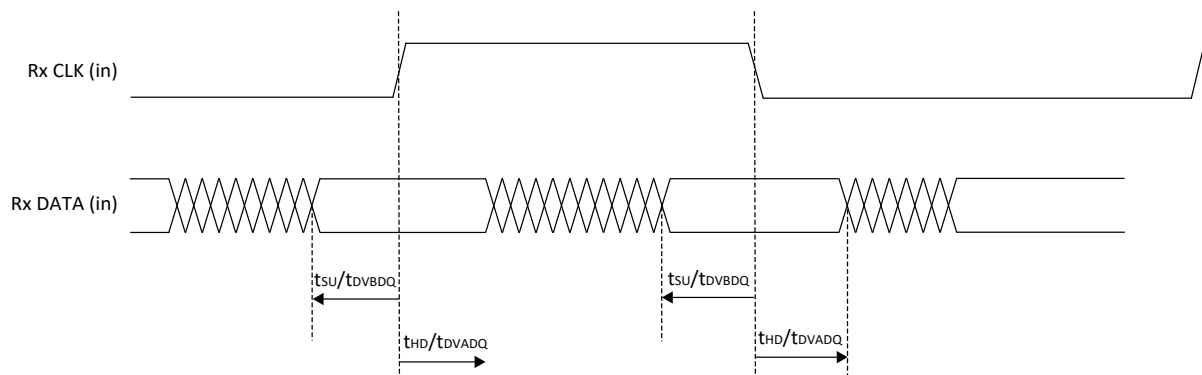 Rx CLK (in)
Rx DATA (in)
tSU/tDVBDQ
tSU/tDVBDQ
tHD/tDVADQ
tHD/tDVADQ